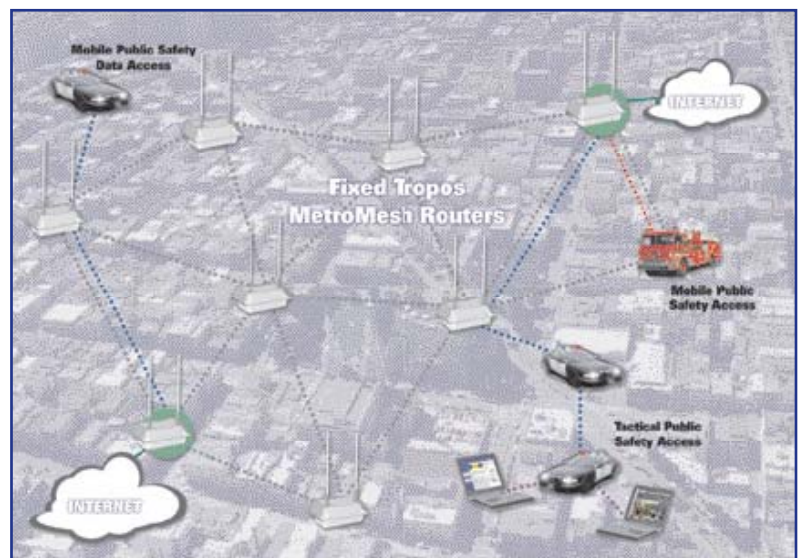 Mobile Public Safety
Data Access
INTERNET
Fixed Tropos
MetroMesh Routers
Mobile Public
Safety Access
Tactical Public
Safety Access
INTERNET